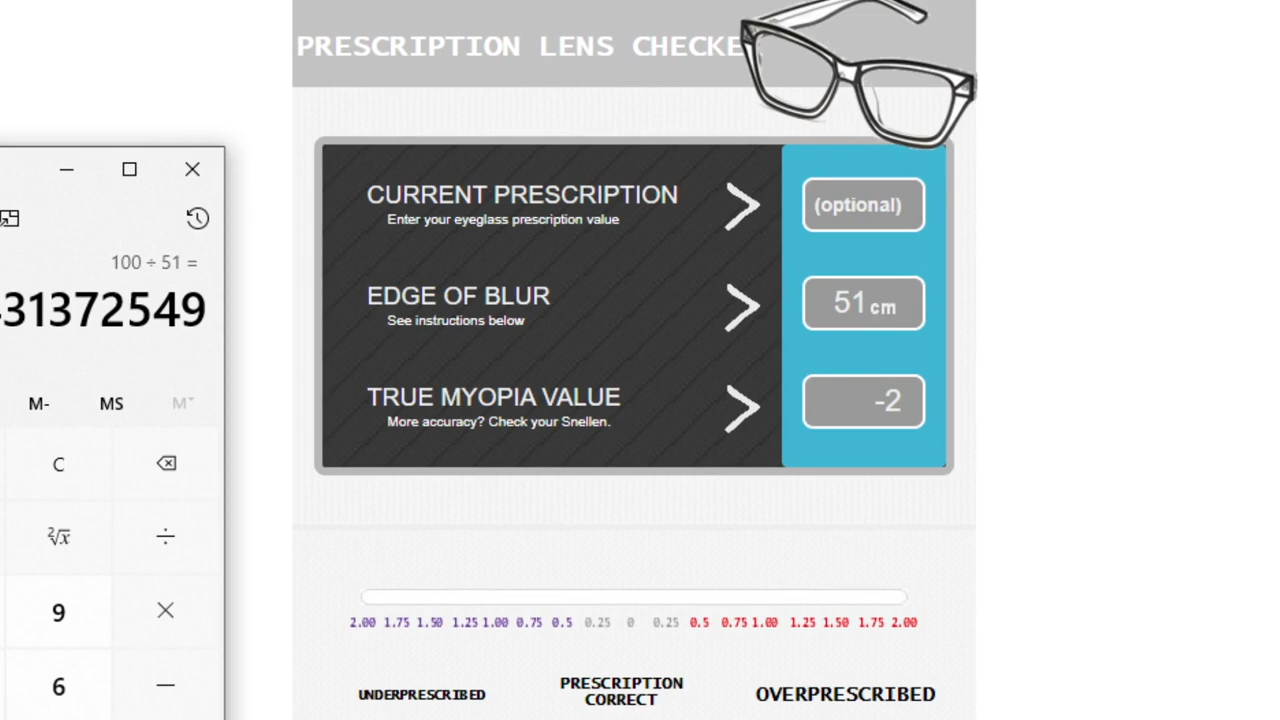 PRESCRIPTION LENS CHECKE
CURRENT PRESCRIPTION
Enter your eyeglass prescription value
(optional)
EDGE OF BLUR
See instructions below
51 cm
TRUE MYOPIA VALUE
More accuracy? Check your Snellen.
-2
2.00 1.75 1.50 1.25 1.00 0.75 0.5 0.25 0 0.25 0.5 0.75 1.00 1.25 1.50 1.75 2.00
UNDERPRESCRIBED
PRESCRIPTION
CORRECT
OVERPRESCRIBED
100 ÷ 51 =
31372549
M- MS M˅
C
²√x ÷
9 ×
6 −